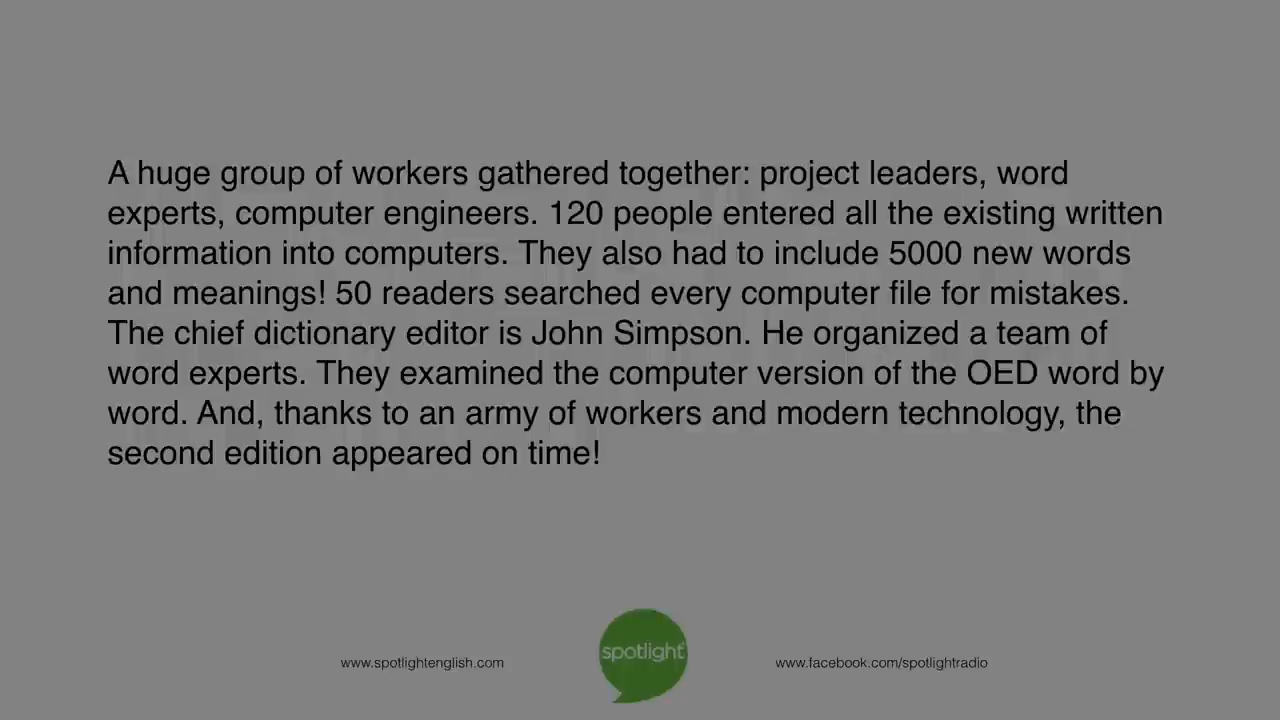 A huge group of workers gathered together: project leaders, word
experts, computer engineers. 120 people entered all the existing written
information into computers. They also had to include 5000 new words
and meanings! 50 readers searched every computer file for mistakes.
The chief dictionary editor is John Simpson. He organized a team of
word experts. They examined the computer version of the OED word by
word. And, thanks to an army of workers and modern technology, the
second edition appeared on time!
www.spotlightenglish.com
spotlight
www.facebook.com/spotlightradio